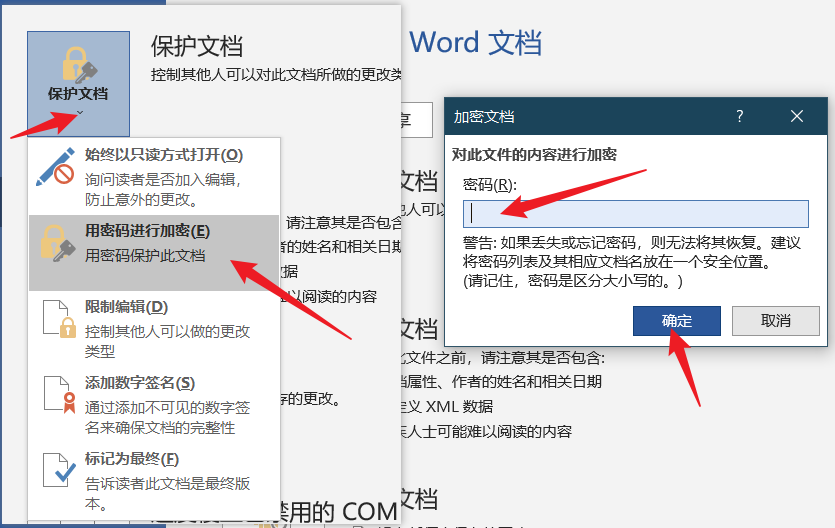 保护文档
控制其他人可以对此文档所做的更改类
保护文档
始终以只读方式打开(O)
询问读者是否加入编辑，
防止意外的更改。
用密码进行加密(E)
用密码保护此文档
限制编辑(D)
控制其他人可以做的更改
类型
添加数字签名(S)
通过添加不可见的数字签
名来确保文档的完整性
标记为最终(F)
告诉读者此文档是最终版
本。
请注意其是否包含
者的姓名和相关日期
数据
难以阅读的内容
存的更改。
禁用的 COM
Word 文档
享
文档
他人可以
加密文档
对此文件的内容进行加密
密码(R):
警告: 如果丢失或忘记密码，则无法将其恢复。建议
将密码列表及其相应文档名放在一个安全位置。
(请记住，密码是区分大小写的。)
确定
取消
文档
此文件之前，请注意其是否包含:
档属性、作者的姓名和相关日期
定义 XML 数据
疾人士可能难以阅读的内容
文档